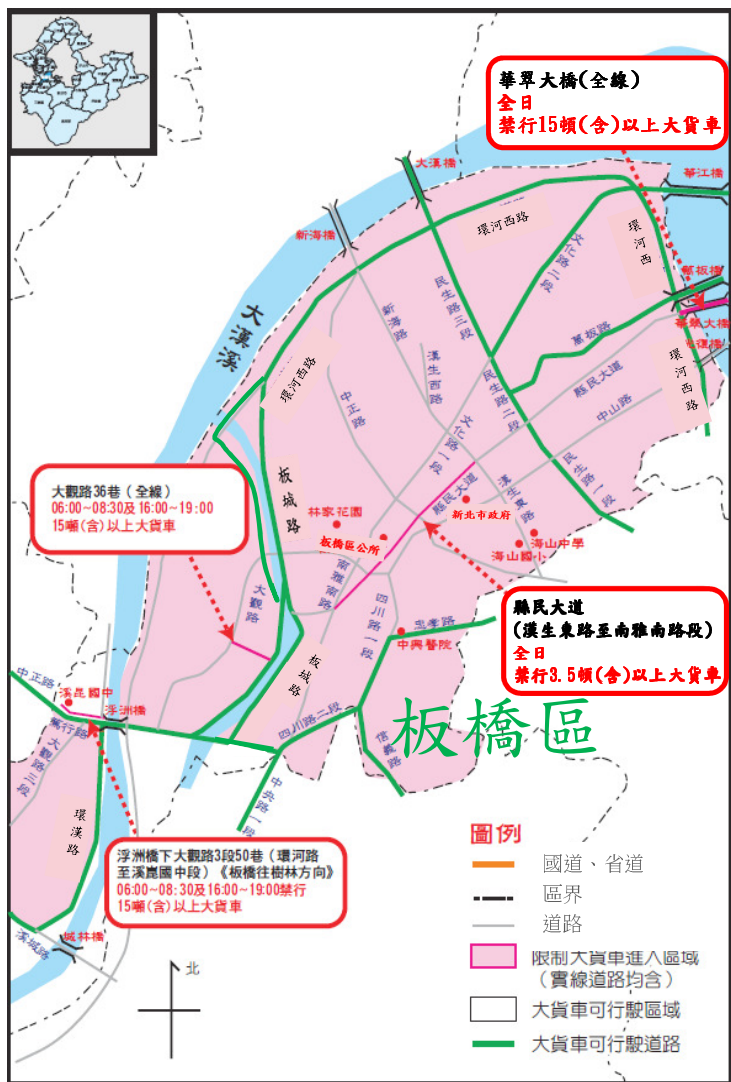 華翠大橋(全線)
全日
禁行15頓(含)以上大貨車
大漢橋
華江橋
新海橋
環河西路
文化路二段
環河西
萬板橋
華翠大橋
光復橋
大漢溪
新海路
民生路三段
漢生西路
萬板路
環河西路
環河西路
中正路
民生路二段
縣民大道
中山路
文化路一段
板城路
縣民大道
漢生東路
民生路一段
大觀路36巷(全線)
06:00~08:30及16:00~19:00
15噸(含)以上大貨車
林家花園
新北市政府
板橋區公所
海山中學
海山國小
南雅南路
大觀路
四川路一段
忠孝路
中興醫院
縣民大道
(漢生東路至南雅南路段)
全日
禁行3.5頓(含)以上大貨車
板城路
中正路
溪昆國中
浮洲橋
篤行路
四川路二段
信義路
板橋區
大觀路三段
環漢路
中央路一段
浮洲橋下大觀路3段50巷(環河路
至溪崑國中段)《板橋往樹林方向》
06:00~08:30及16:00~19:00禁行
15噸(含)以上大貨車
溪城路
城林橋
北
圖例
國道、省道
區界
道路
限制大貨車進入區域
(實線道路均含)
大貨車可行駛區域
大貨車可行駛道路